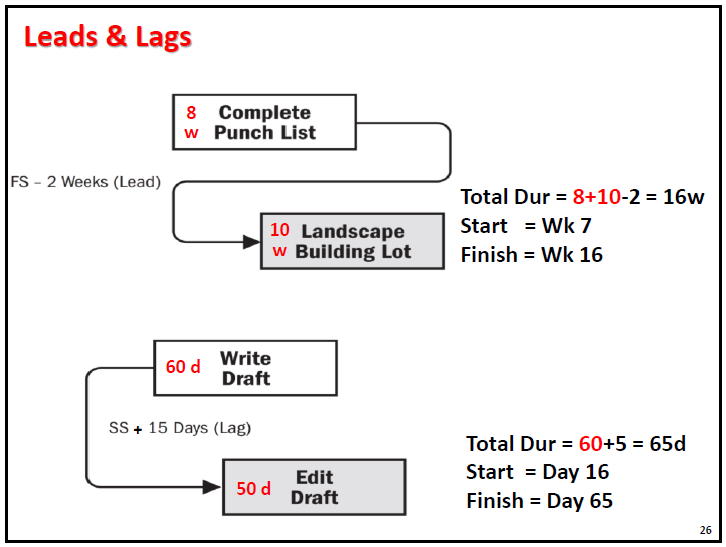 Leads & Lags
8 Complete
w Punch List
FS – 2 Weeks (Lead)
10 Landscape
w Building Lot
Total Dur = 8+10-2 = 16w
Start = Wk 7
Finish = Wk 16
60 d Write
Draft
SS + 15 Days (Lag)
50 d Edit
Draft
Total Dur = 60+5 = 65d
Start = Day 16
Finish = Day 65
26